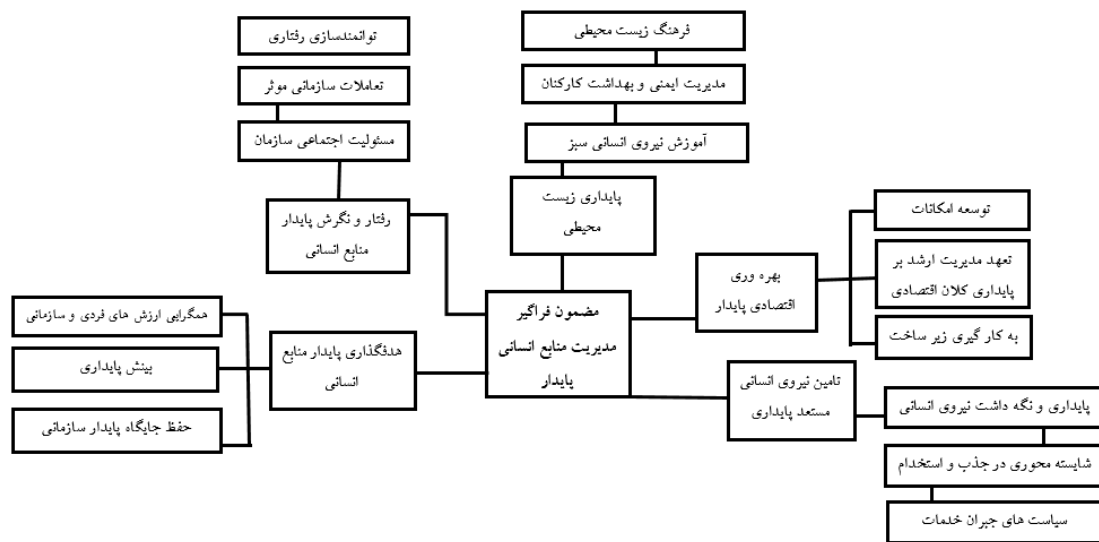 توانمندسازی رفتاری
تعاملات سازمانی موثر
مسئولیت اجتماعی سازمان
رفتار و نگرش پایدار
منابع انسانی
فرهنگ زیست محیطی
مدیریت ایمنی و بهداشت کارکنان
آموزش نیروی انسانی سبز
پایداری زیست
محیطی
توسعه امکانات
تعهد مدیریت ارشد بر
پایداری کلان اقتصادی
به کار گیری زیر ساخت
بهره وری
اقتصادی پایدار
مضمون فراگیر
مدیریت منابع انسانی
پایدار
همگرایی ارزش های فردی و سازمانی
بینش پایداری
حفظ جایگاه پایدار سازمانی
هدفگذاری پایدار منابع
انسانی
تامین نیروی انسانی
مستعد پایداری
پایداری و نگه داشت نیروی انسانی
شایسته محوری در جذب و استخدام
سیاست های جبران خدمات